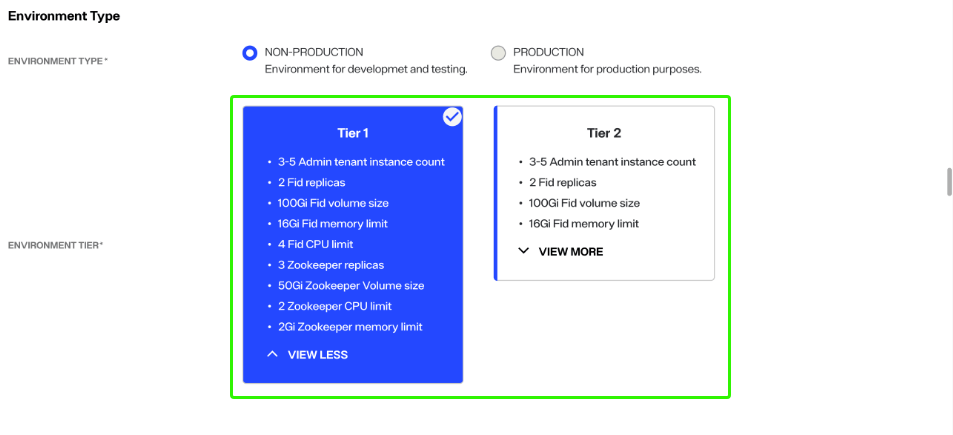 Environment Type
ENVIRONMENT TYPE*
NON-PRODUCTION
Environment for developmet and testing.
PRODUCTION
Environment for production purposes.
ENVIRONMENT TIER*
Tier 1
• 3-5 Admin tenant instance count
• 2 Fid replicas
• 100Gi Fid volume size
• 16Gi Fid memory limit
• 4 Fid CPU limit
• 3 Zookeeper replicas
• 50Gi Zookeeper Volume size
• 2 Zookeeper CPU limit
• 2Gi Zookeeper memory limit
VIEW LESS
Tier 2
• 3-5 Admin tenant instance count
• 2 Fid replicas
• 100Gi Fid volume size
• 16Gi Fid memory limit
VIEW MORE